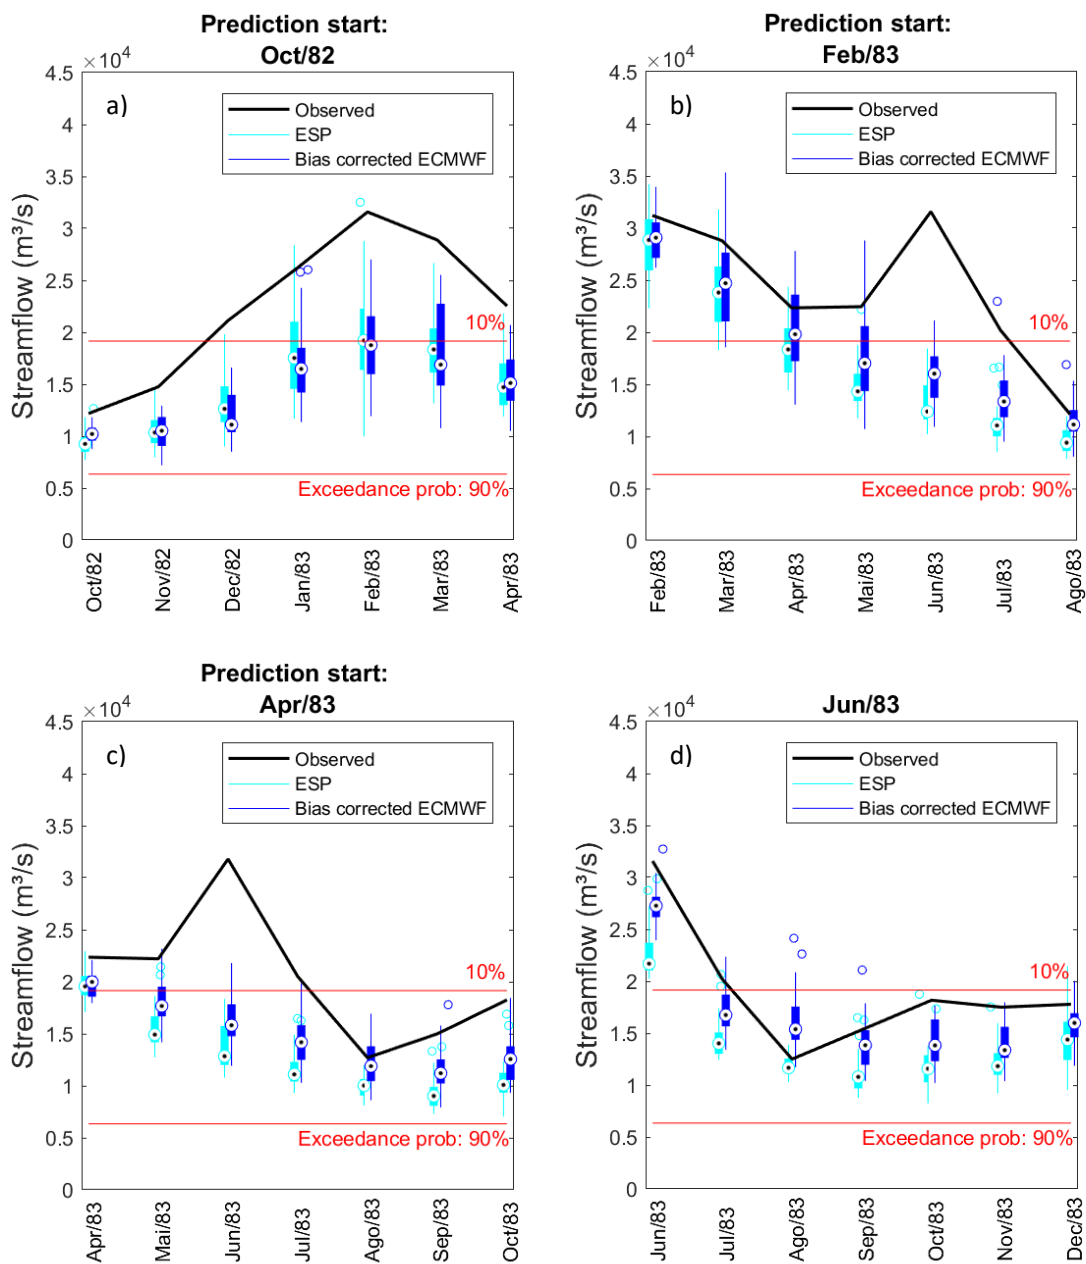 Prediction start:
Oct/82
×10⁴
a)
Observed
ESP
Bias corrected ECMWF
Streamflow (m³/s)
4.5
4
3.5
3
2.5
2
1.5
1
0.5
0
10%
Exceedance prob: 90%
Oct/82
Nov/82
Dec/82
Jan/83
Feb/83
Mar/83
Apr/83
Prediction start:
Feb/83
×10⁴
b)
Observed
ESP
Bias corrected ECMWF
Streamflow (m³/s)
4.5
4
3.5
3
2.5
2
1.5
1
0.5
0
10%
Exceedance prob: 90%
Feb/83
Mar/83
Apr/83
Mai/83
Jun/83
Jul/83
Ago/83
Prediction start:
Apr/83
×10⁴
c)
Observed
ESP
Bias corrected ECMWF
Streamflow (m³/s)
4.5
4
3.5
3
2.5
2
1.5
1
0.5
0
10%
Exceedance prob: 90%
Apr/83
Mai/83
Jun/83
Jul/83
Ago/83
Sep/83
Oct/83
Jun/83
×10⁴
d)
Observed
ESP
Bias corrected ECMWF
Streamflow (m³/s)
4.5
4
3.5
3
2.5
2
1.5
1
0.5
0
10%
Exceedance prob: 90%
Jun/83
Jul/83
Ago/83
Sep/83
Oct/83
Nov/83
Dec/83